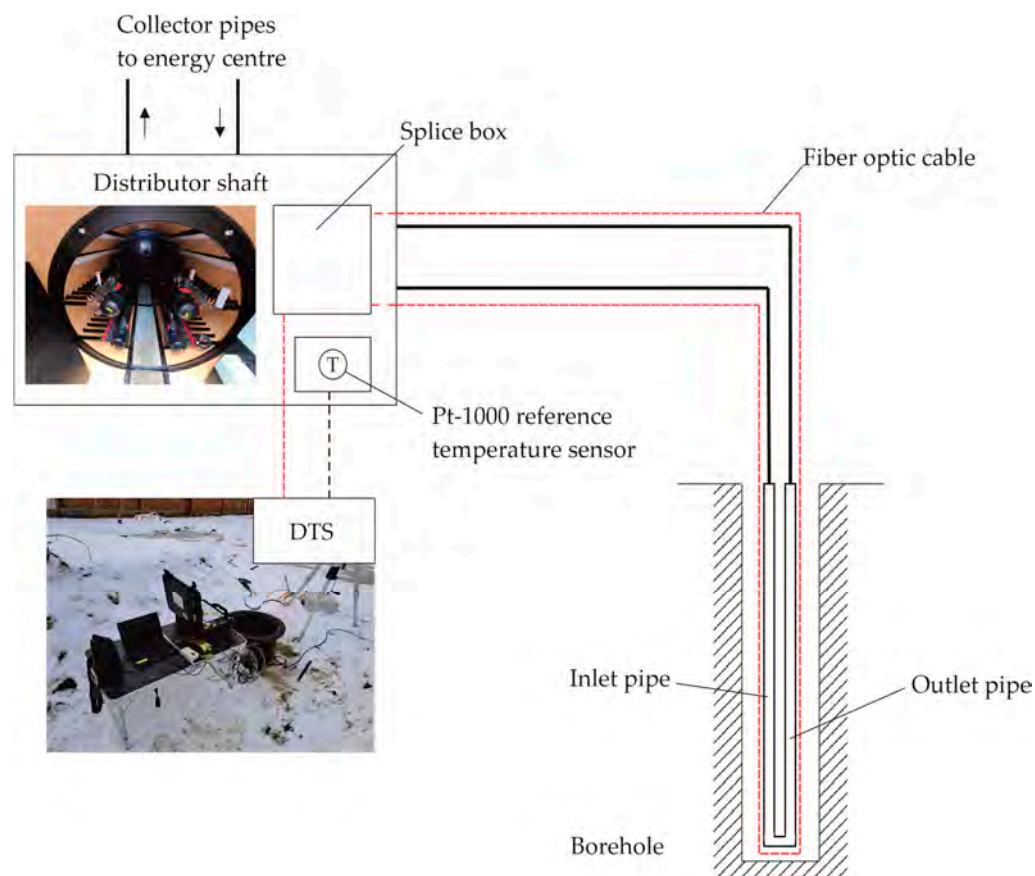 Collector pipes
to energy centre
Splice box
Fiber optic cable
Distributor shaft
T
Pt-1000 reference
temperature sensor
DTS
Inlet pipe
Outlet pipe
Borehole